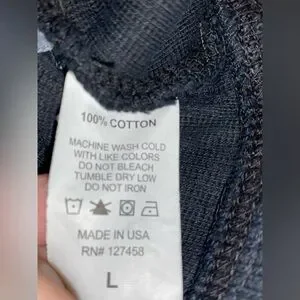 100% COTTON
MACHINE WASH COLD
WITH LIKE COLORS
DO NOT BLEACH
TUMBLE DRY LOW
DO NOT IRON
MADE IN USA
RN# 127458
L